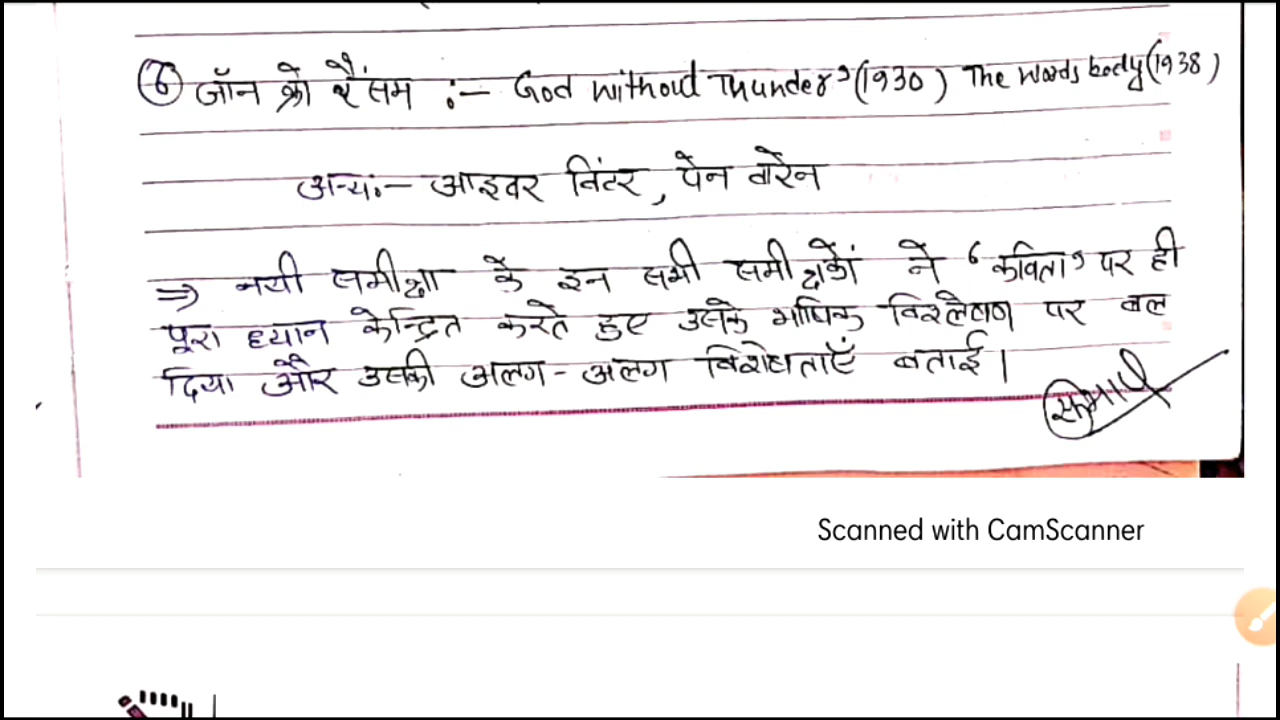 ⑥ जॉन क्रो रैंसम :- God without Thunder' (1930) The words body (1938)
अन्य:- आइवर विंटर, पेन वारेन
⇒ नयी समीक्षा के इन सभी समीक्षकों ने 'कविता' पर ही
पूरा ध्यान केन्द्रित करते हुए उसके भाषिक विश्लेषण पर बल
दिया और उसकी अलग-अलग विशेषताएँ बताई।
Scanned with CamScanner